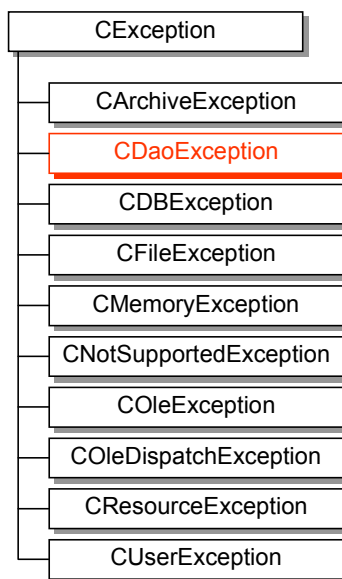 CException
CArchiveException
CDaoException
CDBException
CFileException
CMemoryException
CNotSupportedException
COleException
COleDispatchException
CResourceException
CUserException